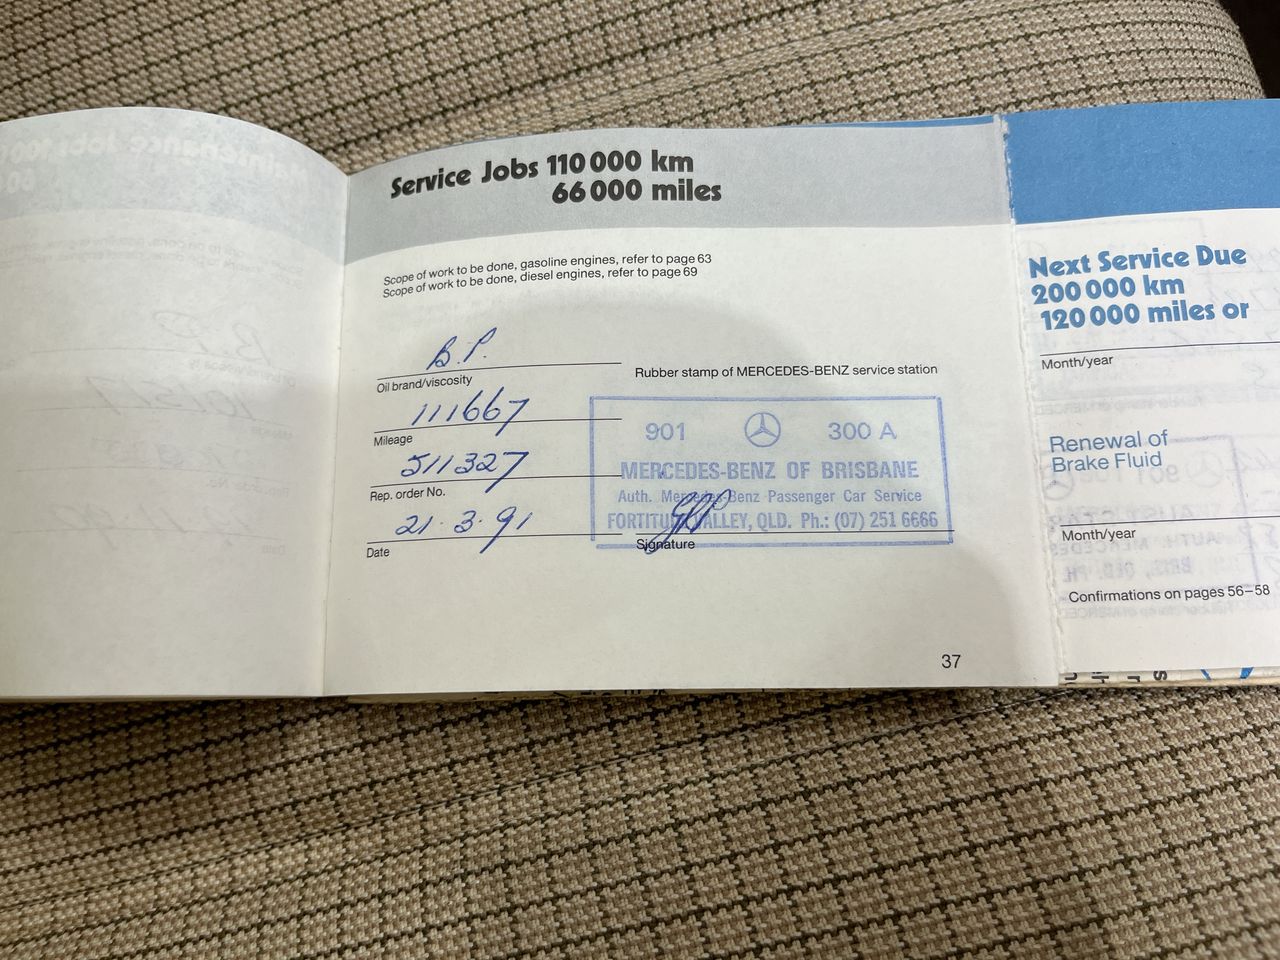 Service Jobs 110 000 km
66 000 miles
Scope of work to be done, gasoline engines, refer to page 63
Scope of work to be done, diesel engines, refer to page 69
B.P.
Oil brand/viscosity
111667
Mileage
511327
Rep. order No.
21.3.91
Date
Rubber stamp of MERCEDES-BENZ service station
901 300 A
MERCEDES-BENZ OF BRISBANE
Auth. Mercedes-Benz Passenger Car Service
FORTITUDE VALLEY, QLD. Ph.: (07) 251 6666
Signature
37
Next Service Due
200 000 km
120 000 miles or
Month/year
Renewal of
Brake Fluid
Month/year
Confirmations on pages 56–58